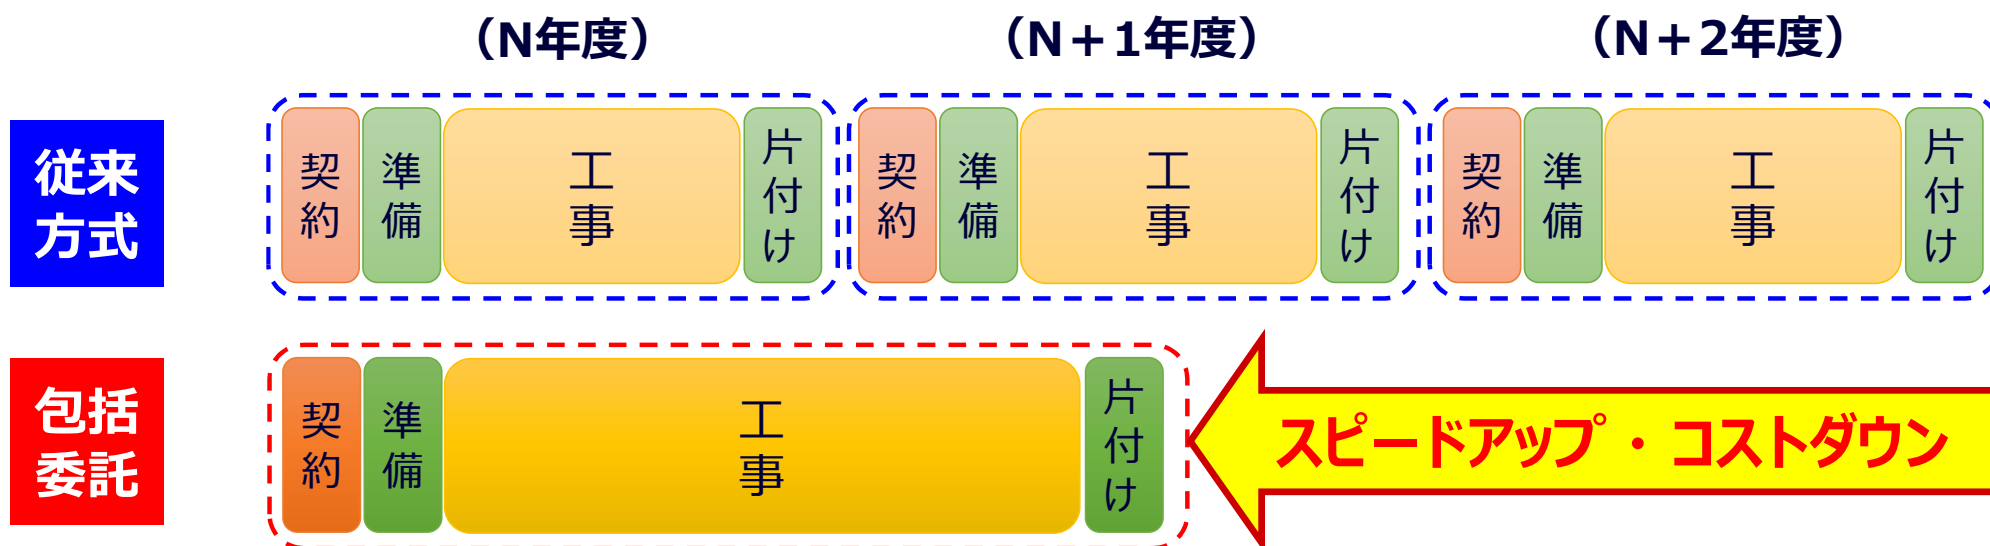 （N年度）
（N＋1年度）
（N＋2年度）
従来
方式
契約
準備
工事
片付け
契約
準備
工事
片付け
契約
準備
工事
片付け
包括
委託
契約
準備
工事
片付け
スピードアップ・コストダウン